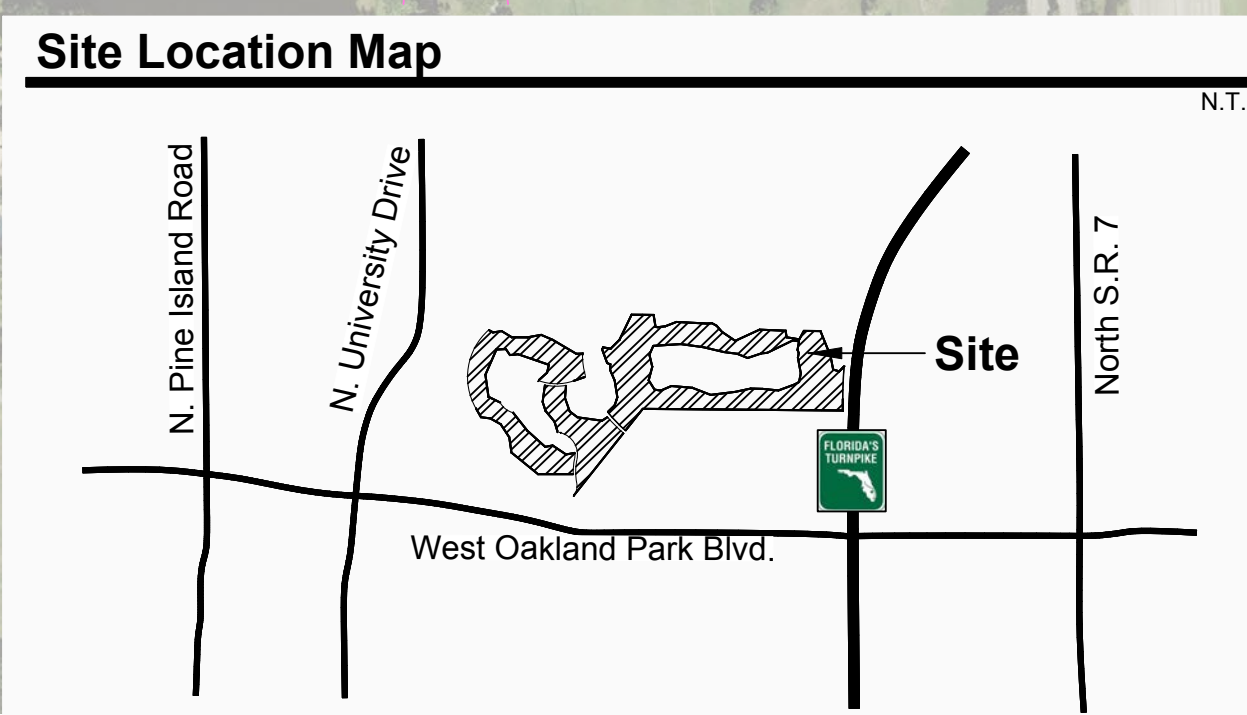 Site Location Map
N.T.
N. Pine Island Road
N. University Drive
Site
North S.R. 7
FLORIDA'S
TURNPIKE
West Oakland Park Blvd.